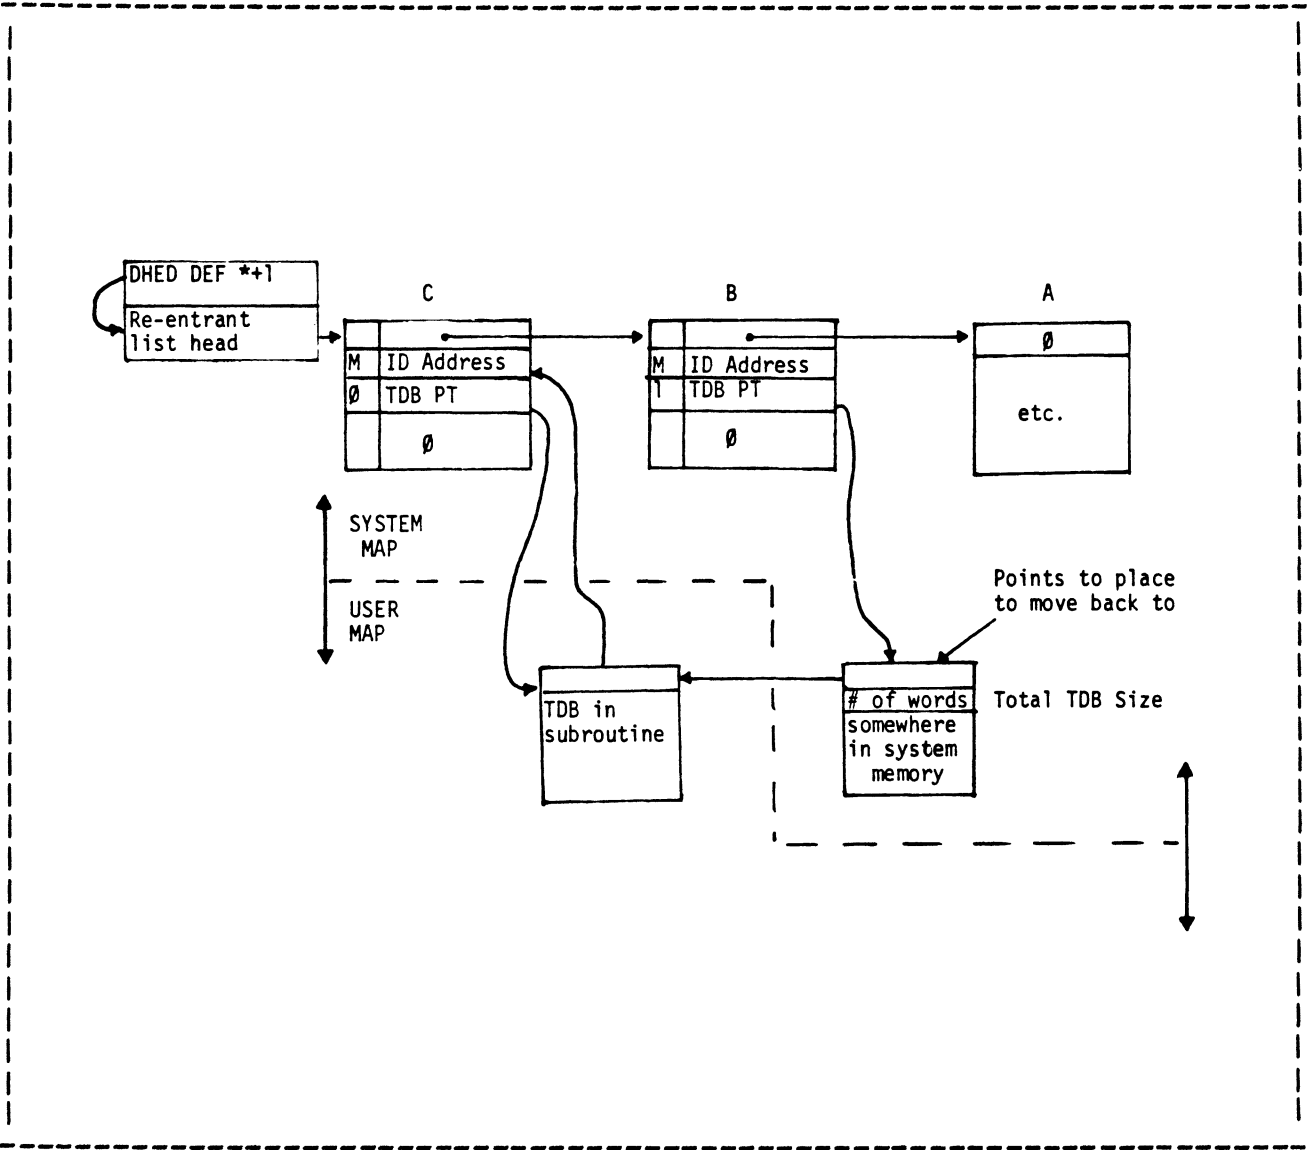 DHED DEF *+1
Re-entrant
list head
C
B
A
Ø
M ID Address
M ID Address
Ø TDB PT
1 TDB PT
Ø
Ø
etc.
SYSTEM
MAP
USER
MAP
Points to place
to move back to
TDB in
subroutine
# of words
Total TDB Size
somewhere
in system
memory